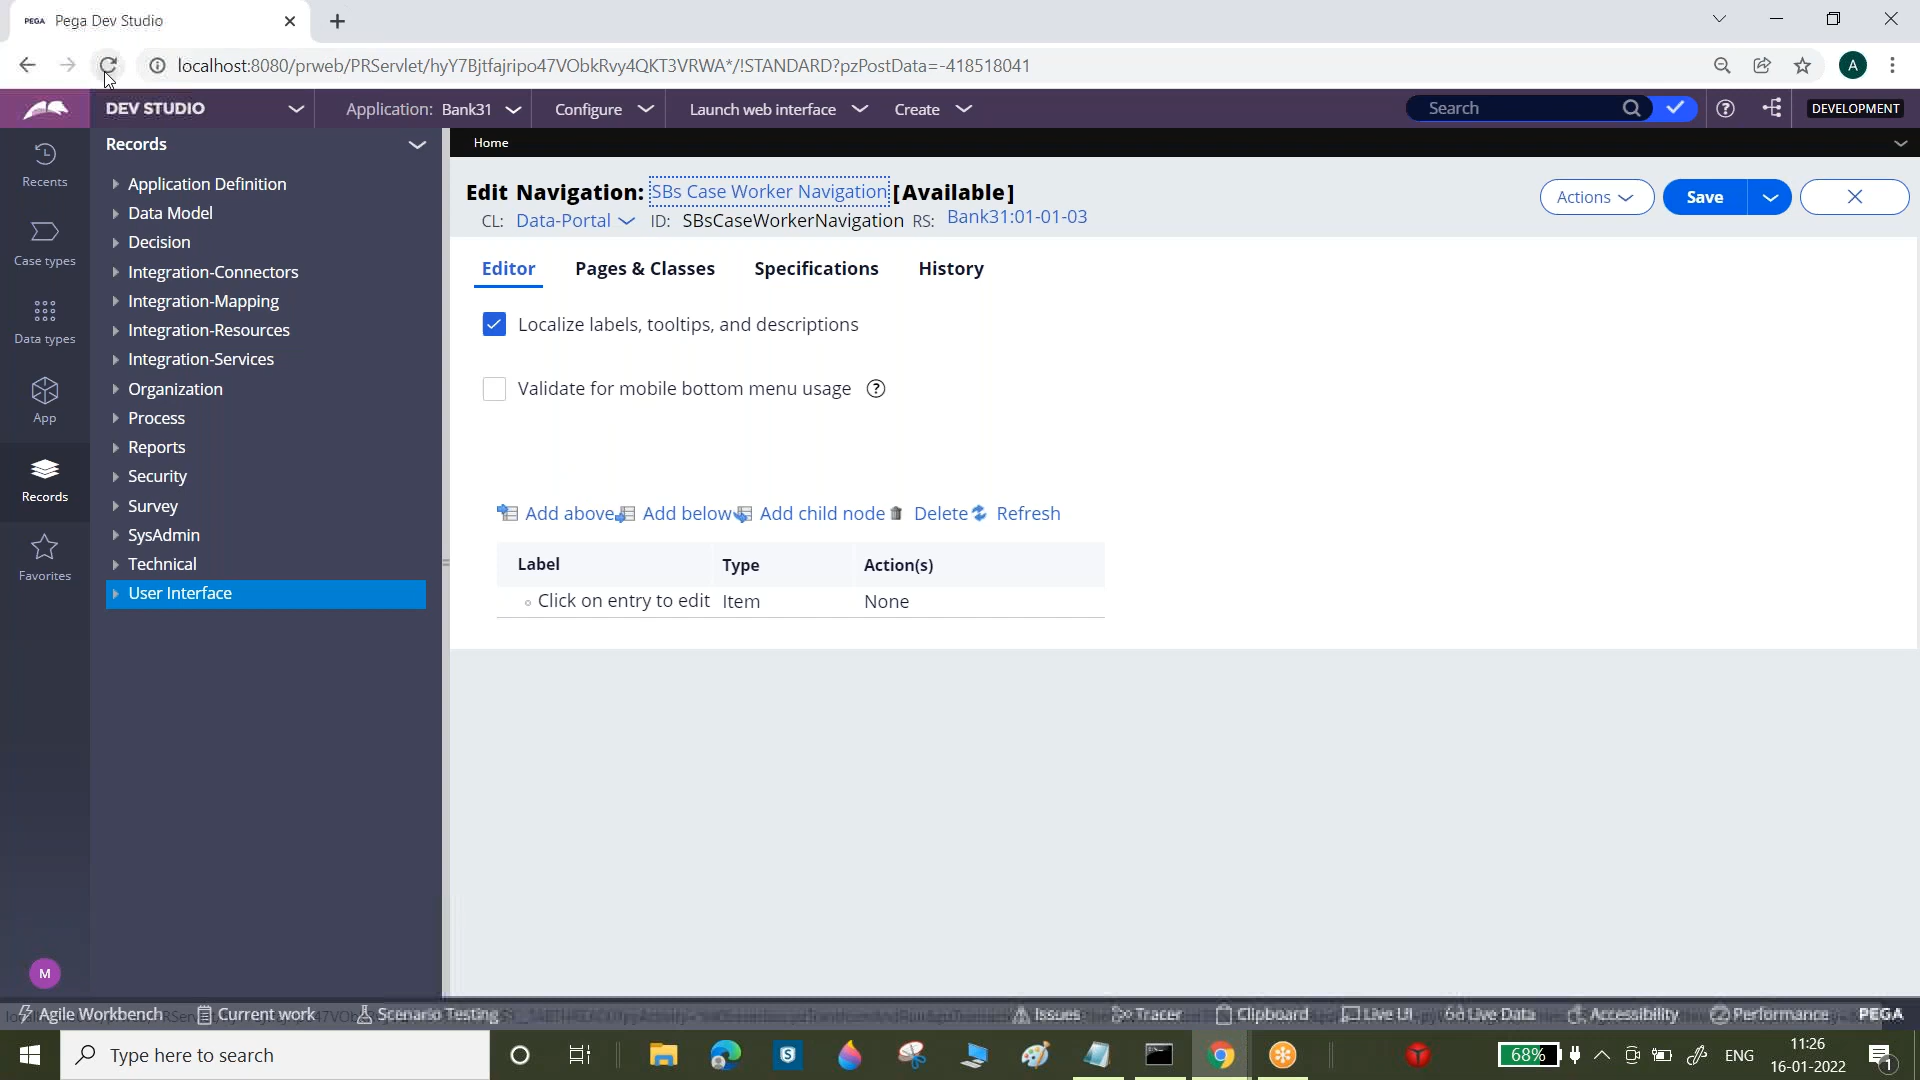 PEGA Pega Dev Studio
localhost:8080/prweb/PRServlet/hyY7Bjtfajripo47VObkRvy4QKT3VRWA*/!STANDARD?pzPostData=-418518041
A
DEV STUDIO
Application: Bank31
Configure
Launch web interface
Create
Search
DEVELOPMENT
Recents
Case types
Data types
App
Records
Favorites
M
Records
Application Definition
Data Model
Decision
Integration-Connectors
Integration-Mapping
Integration-Resources
Integration-Services
Organization
Process
Reports
Security
Survey
SysAdmin
Technical
User Interface
Home
Edit Navigation: SBs Case Worker Navigation [Available]
CL: Data-Portal ID: SBsCaseWorkerNavigation RS: Bank31:01-01-03
Actions
Save
Editor Pages & Classes Specifications History
Localize labels, tooltips, and descriptions
Validate for mobile bottom menu usage ?
Add above Add below Add child node Delete Refresh
Label Type Action(s)
Click on entry to edit Item None
Agile Workbench Current work Scenario Testing Issues Tracer Clipboard Live UI Live Data Accessibility Performance PEGA
Type here to search
68%
ENG
11:26
16-01-2022
1